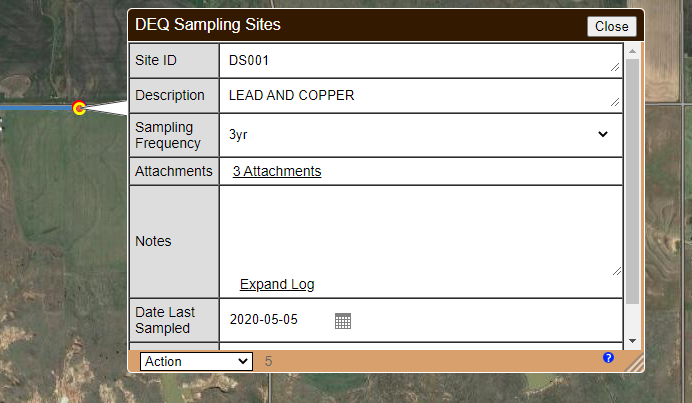 DEQ Sampling Sites
Close
Site ID
DS001
Description
LEAD AND COPPER
Sampling
Frequency
3yr
Attachments
3 Attachments
Notes
Expand Log
Date Last
Sampled
2020-05-05
Action
5
?